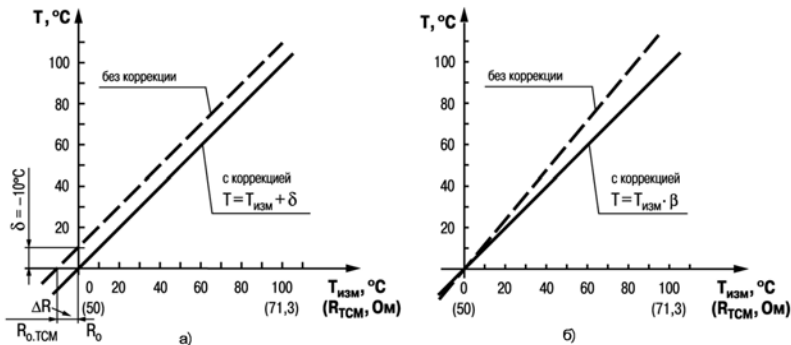 T, °C
100
80
60
40
20
без коррекции
с коррекцией
T = Tизм + δ
δ = −10°C
0 20 40 60 80 100
Tизм, °C
(50) (71,3) (RТСМ, Ом)
ΔR
Rо.ТСМ Rо
а)
T, °C
100
80
60
40
20
без коррекции
с коррекцией
T = Tизм · β
0 20 40 60 80 100
Tизм, °C
(50) (71,3) (RТСМ, Ом)
б)